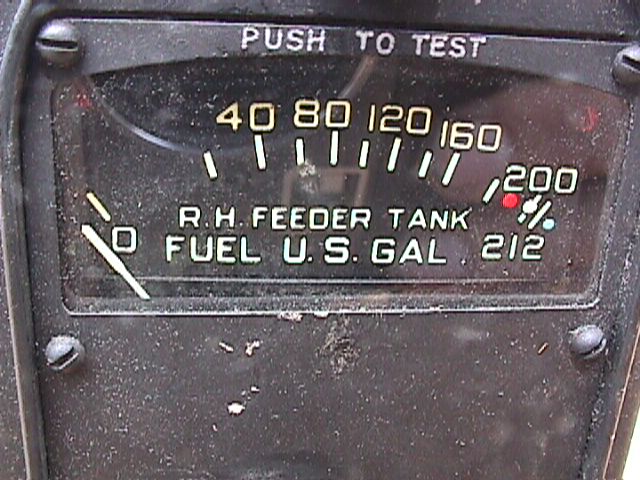 PUSH TO TEST
40 80 120 160 200
R.H. FEEDER TANK
0 FUEL U.S. GAL. 212